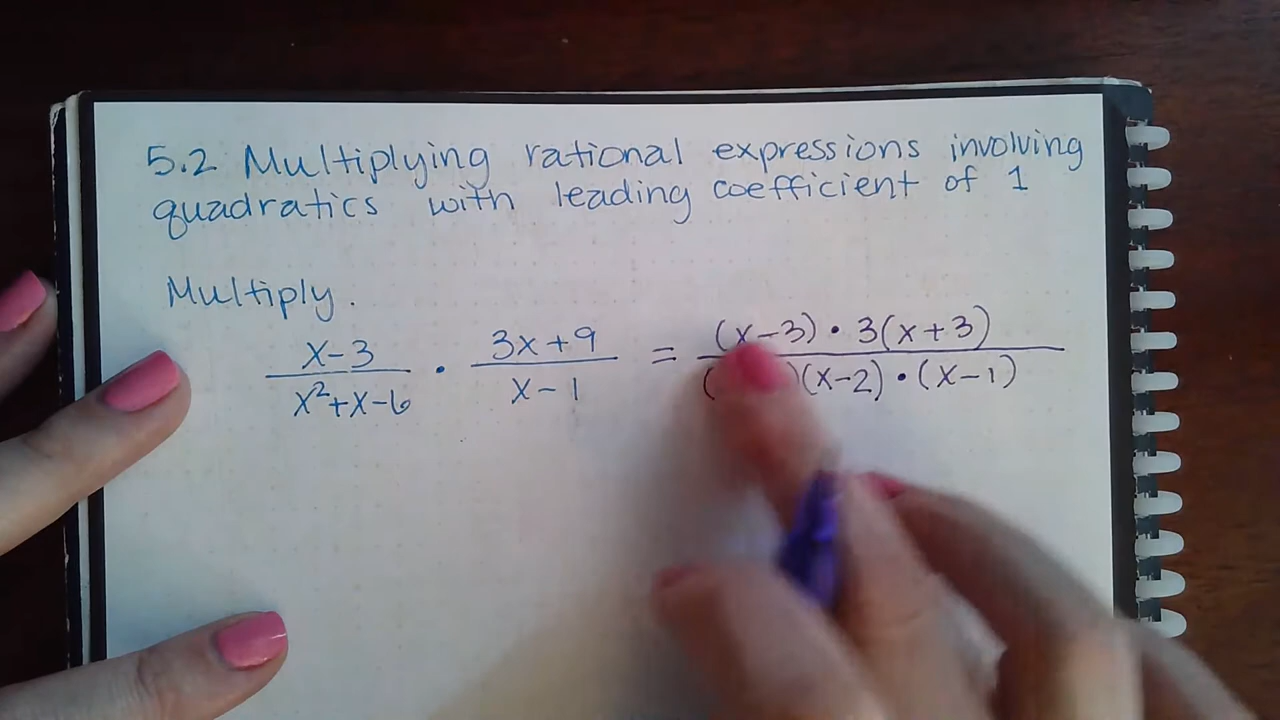 5.2 Multiplying rational expressions involving
quadratics with leading coefficient of 1
Multiply.
x-3 / x²+x-6 · 3x+9 / x-1 = (x-3)·3(x+3) / ( )(x-2)·(x-1)